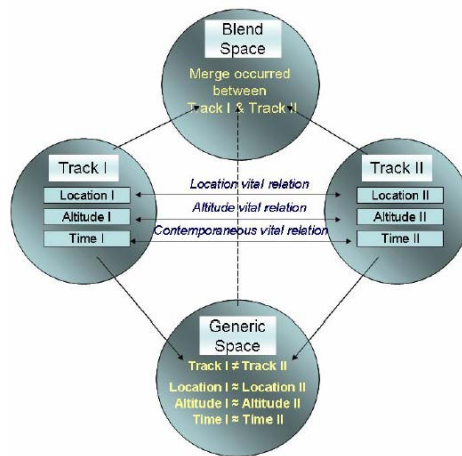 Blend
Space
Merge occurred
between
Track I & Track II
Track I
Location I
Altitude I
Time I
Location vital relation
Altitude vital relation
Contemporaneous vital relation
Track II
Location II
Altitude II
Time II
Generic
Space
Track I ≠ Track II
Location I ≈ Location II
Altitude I ≈ Altitude II
Time I ≈ Time II